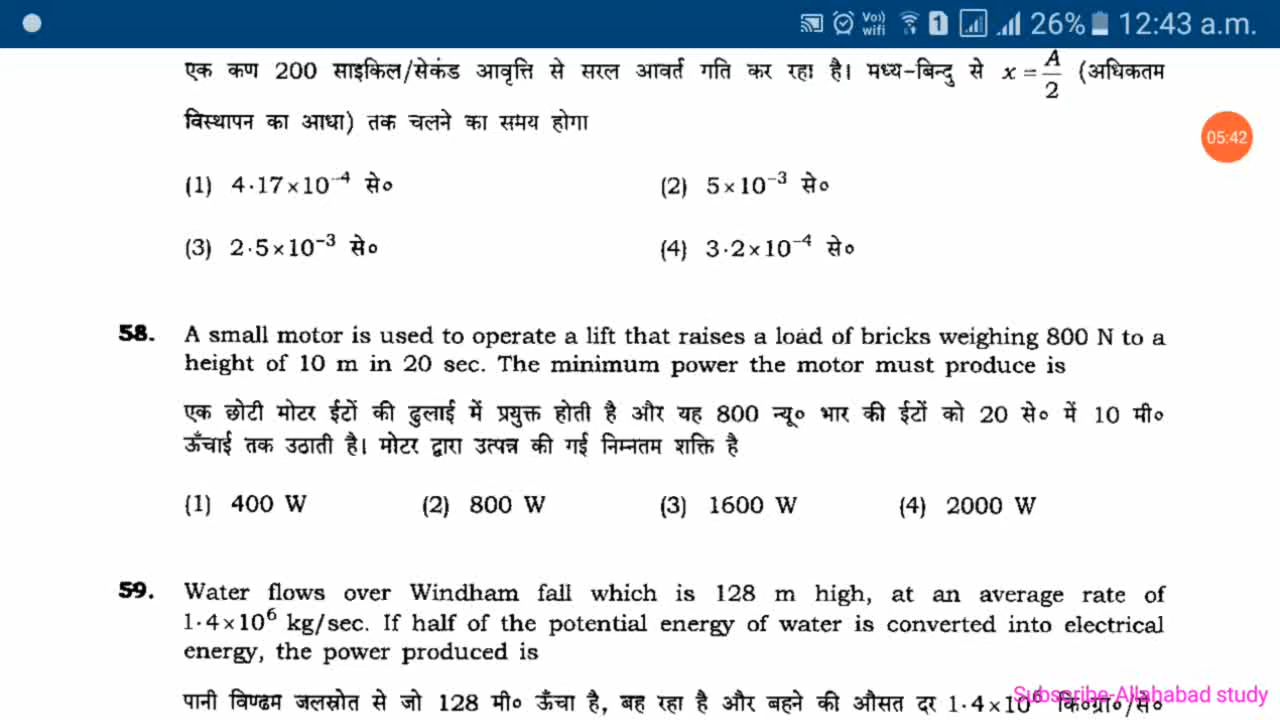 Vo)) wifi 1 26% 12:43 a.m.
एक कण 200 साइकिल/सेकंड आवृत्ति से सरल आवर्त गति कर रहा है। मध्य-बिन्दु से x = A/2 (अधिकतम
विस्थापन का आधा) तक चलने का समय होगा
05:42
(1) 4·17×10⁻⁴ से० (2) 5×10⁻³ से०
(3) 2·5×10⁻³ से० (4) 3·2×10⁻⁴ से०
58. A small motor is used to operate a lift that raises a load of bricks weighing 800 N to a
height of 10 m in 20 sec. The minimum power the motor must produce is
एक छोटी मोटर ईटों की ढुलाई में प्रयुक्त होती है और यह 800 न्यू० भार की ईटों को 20 से० में 10 मी०
ऊँचाई तक उठाती है। मोटर द्वारा उत्पन्न की गई निम्नतम शक्ति है
(1) 400 W (2) 800 W (3) 1600 W (4) 2000 W
59. Water flows over Windham fall which is 128 m high, at an average rate of
1·4×10⁶ kg/sec. If half of the potential energy of water is converted into electrical
energy, the power produced is
पानी विण्ढम जलस्रोत से जो 128 मी० ऊँचा है, बह रहा है और बहने की औसत दर 1·4×10⁶ कि०ग्रा०/से०
Subscribe-Allahabad study